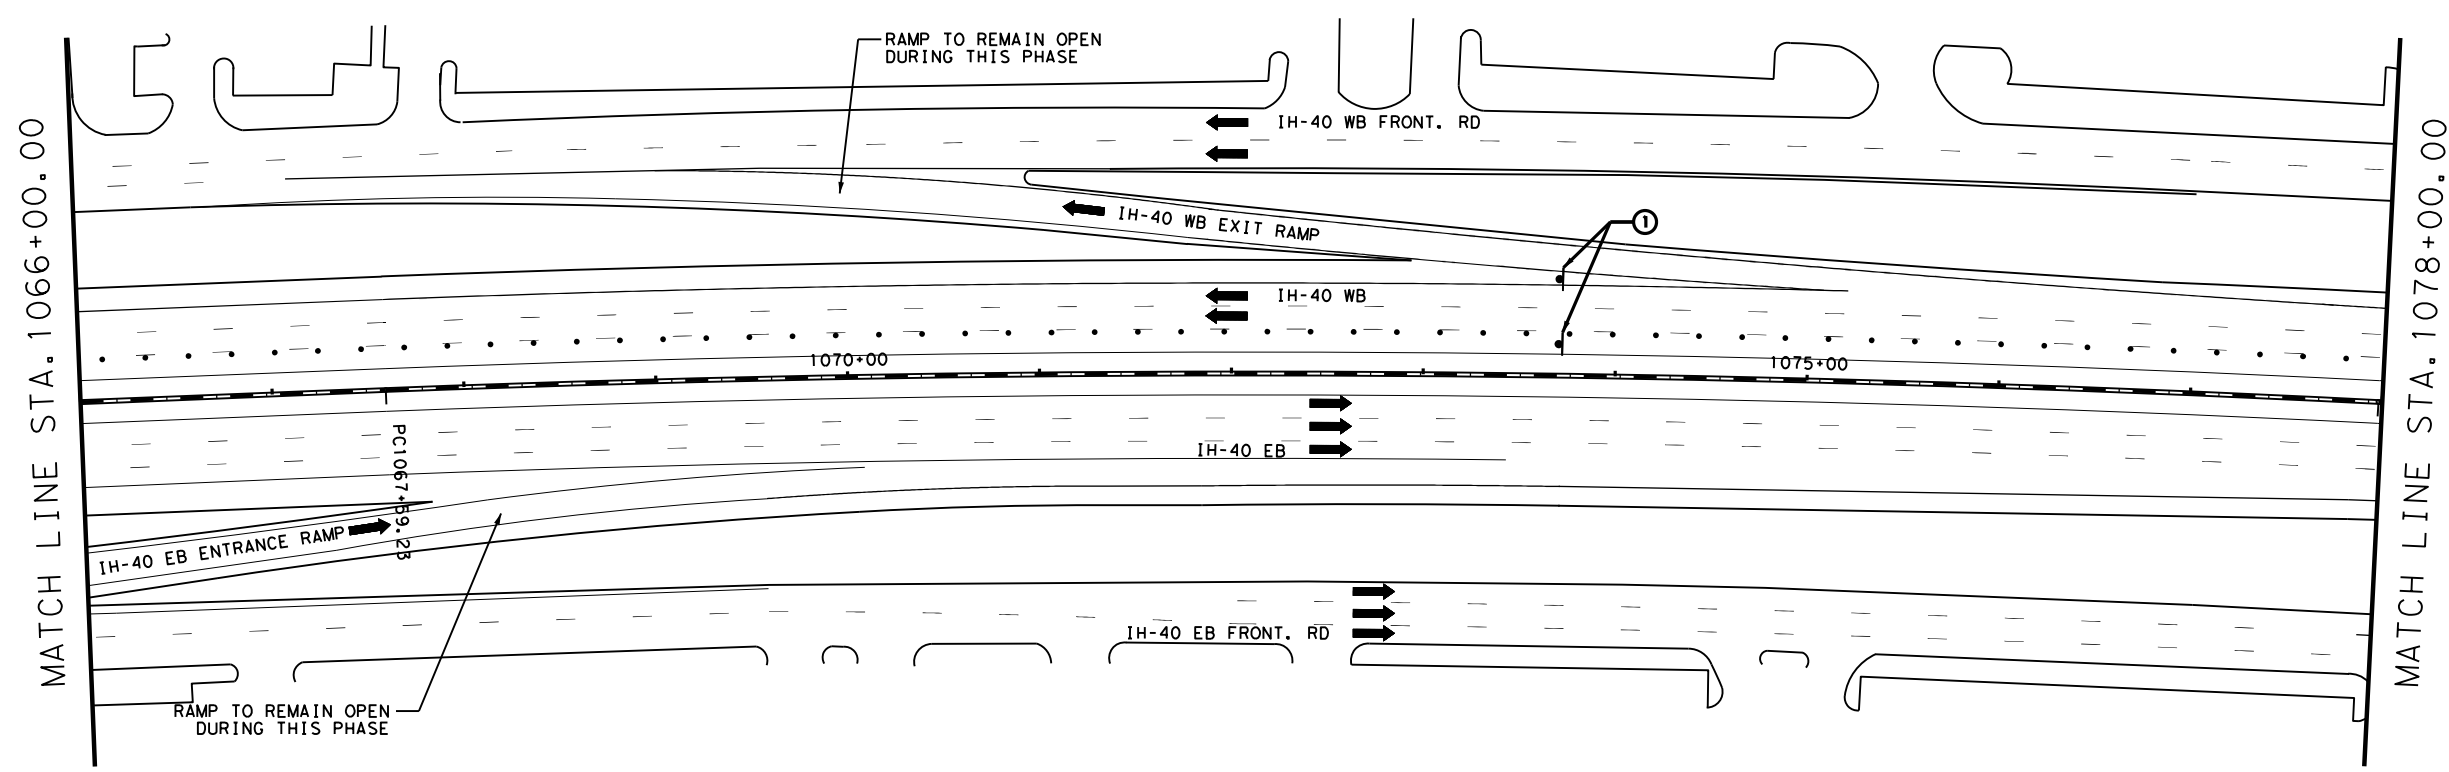 RAMP TO REMAIN OPEN
DURING THIS PHASE
IH-40 WB FRONT. RD
MATCH LINE STA.1066+00.00
MATCH LINE STA.1078+00.00
IH-40 WB EXIT RAMP
1
IH-40 WB
1070+00
1075+00
PC1067+59.23
IH-40 EB
IH-40 EB ENTRANCE RAMP
IH-40 EB FRONT. RD
RAMP TO REMAIN OPEN
DURING THIS PHASE